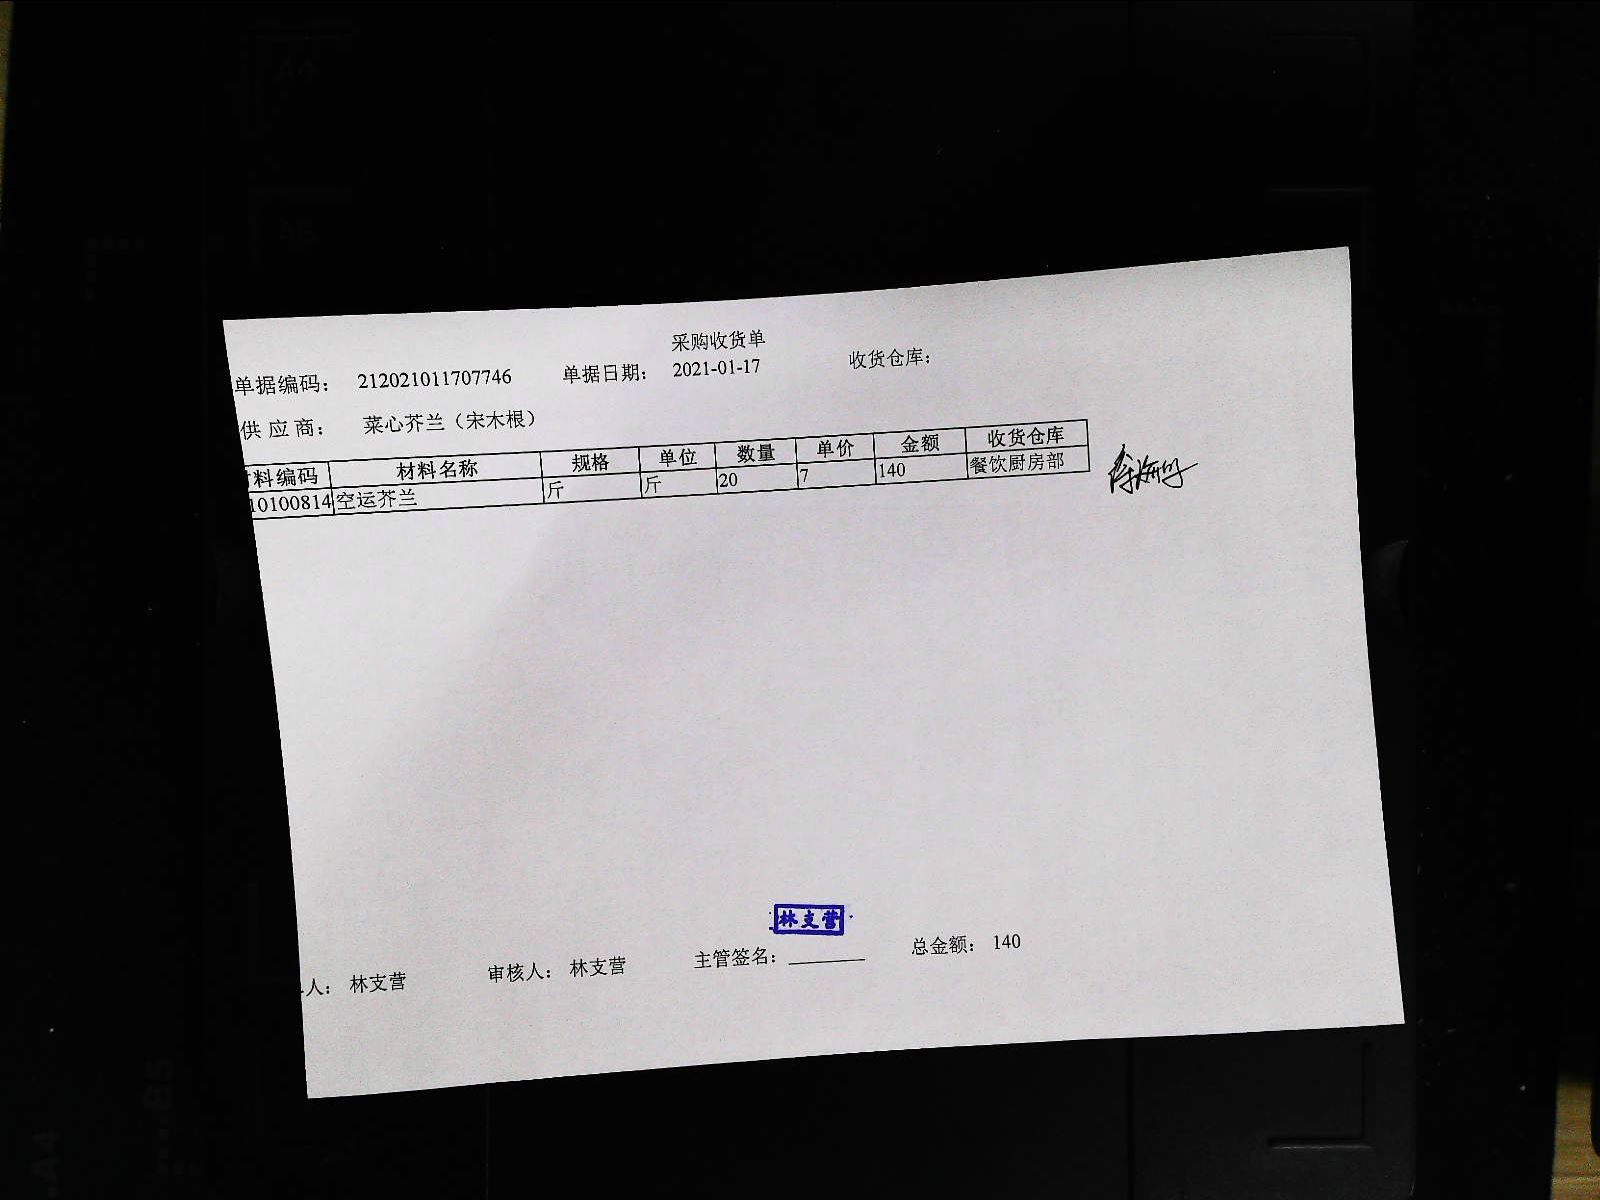 采购收货单
单据编码： 212021011707746 单据日期： 2021-01-17 收货仓库：
供应商： 菜心芥兰（宋木根）
料编码 材料名称 规格 单位 数量 单价 金额 收货仓库
10100814 空运芥兰 斤 斤 20 7 140 餐饮厨房部
林支营
人： 林支营 审核人： 林支营 主管签名： 总金额： 140